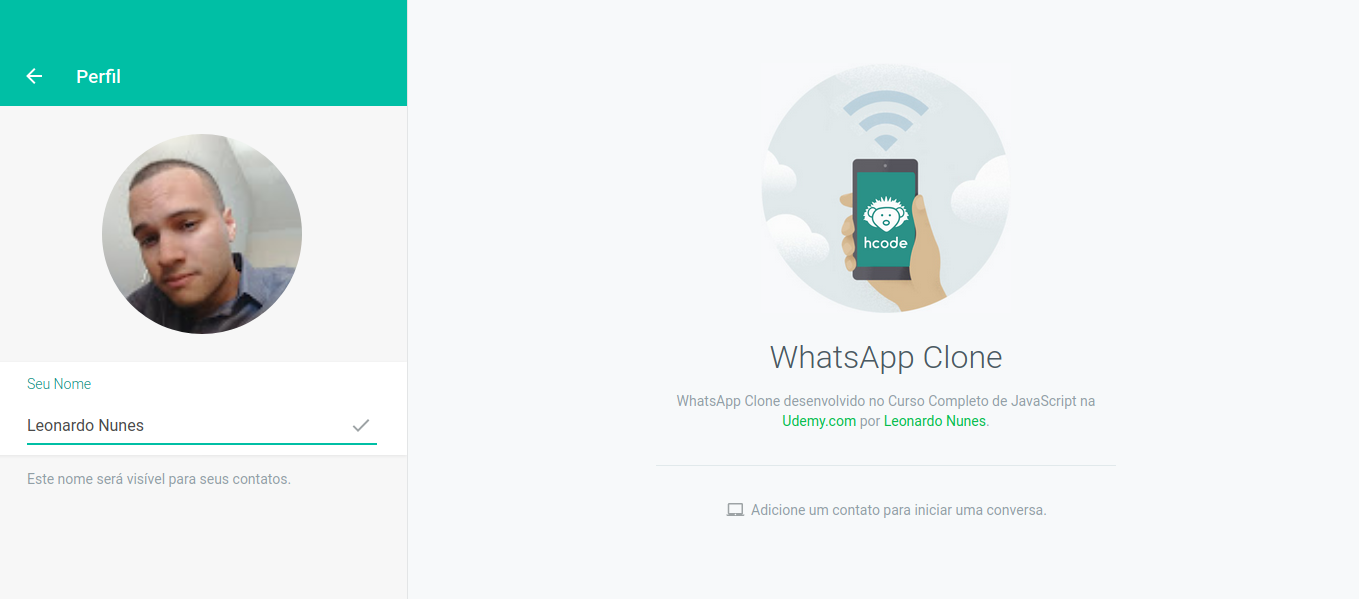 Perfil
Seu Nome
Leonardo Nunes
Este nome será visível para seus contatos.
hcode
WhatsApp Clone
WhatsApp Clone desenvolvido no Curso Completo de JavaScript na
Udemy.com por Leonardo Nunes.
Adicione um contato para iniciar uma conversa.